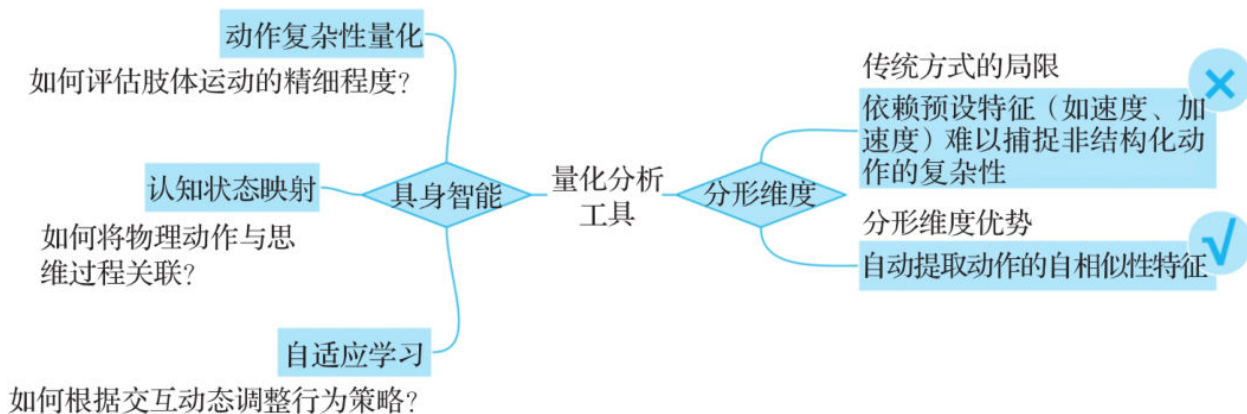 动作复杂性量化
如何评估肢体运动的精细程度?
认知状态映射
如何将物理动作与思
维过程关联?
自适应学习
如何根据交互动态调整行为策略?
具身智能
量化分析
工具
分形维度
传统方式的局限
依赖预设特征（如速度、加
速度）难以捕捉非结构化动
作的复杂性
分形维度优势
自动提取动作的自相似性特征